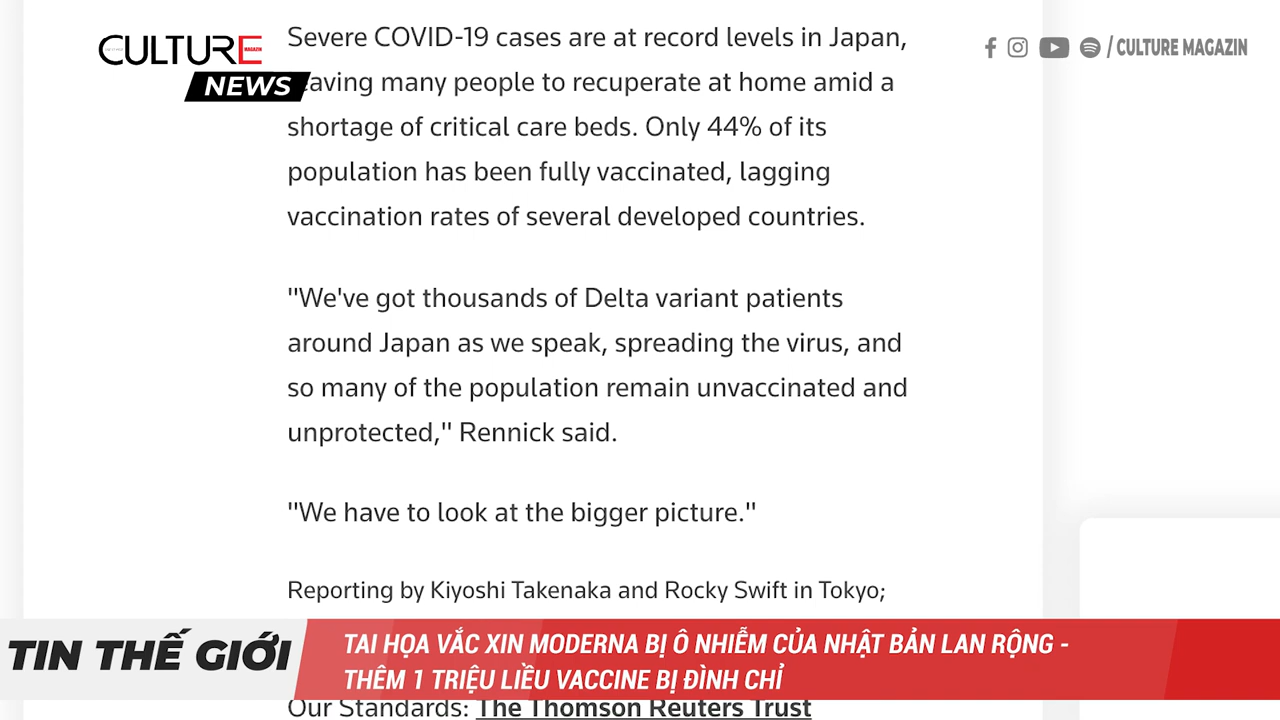 CULTURE
MAGAZIN
NEWS
/ CULTURE MAGAZIN
Severe COVID-19 cases are at record levels in Japan,
leaving many people to recuperate at home amid a
shortage of critical care beds. Only 44% of its
population has been fully vaccinated, lagging
vaccination rates of several developed countries.
"We've got thousands of Delta variant patients
around Japan as we speak, spreading the virus, and
so many of the population remain unvaccinated and
unprotected," Rennick said.
"We have to look at the bigger picture."
Reporting by Kiyoshi Takenaka and Rocky Swift in Tokyo;
TIN THẾ GIỚI
TAI HỌA VẮC XIN MODERNA BỊ Ô NHIỄM CỦA NHẬT BẢN LAN RỘNG -
THÊM 1 TRIỆU LIỀU VACCINE BỊ ĐÌNH CHỈ
Our Standards: The Thomson Reuters Trust